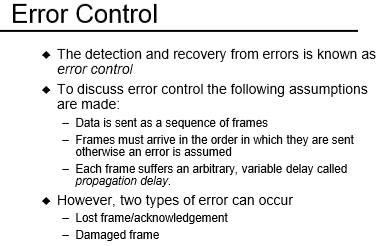 Error Control
◆ The detection and recovery from errors is known as
error control
◆ To discuss error control the following assumptions
are made:
– Data is sent as a sequence of frames
– Frames must arrive in the order in which they are sent
otherwise an error is assumed
– Each frame suffers an arbitrary, variable delay called
propagation delay.
◆ However, two types of error can occur
– Lost frame/acknowledgement
– Damaged frame